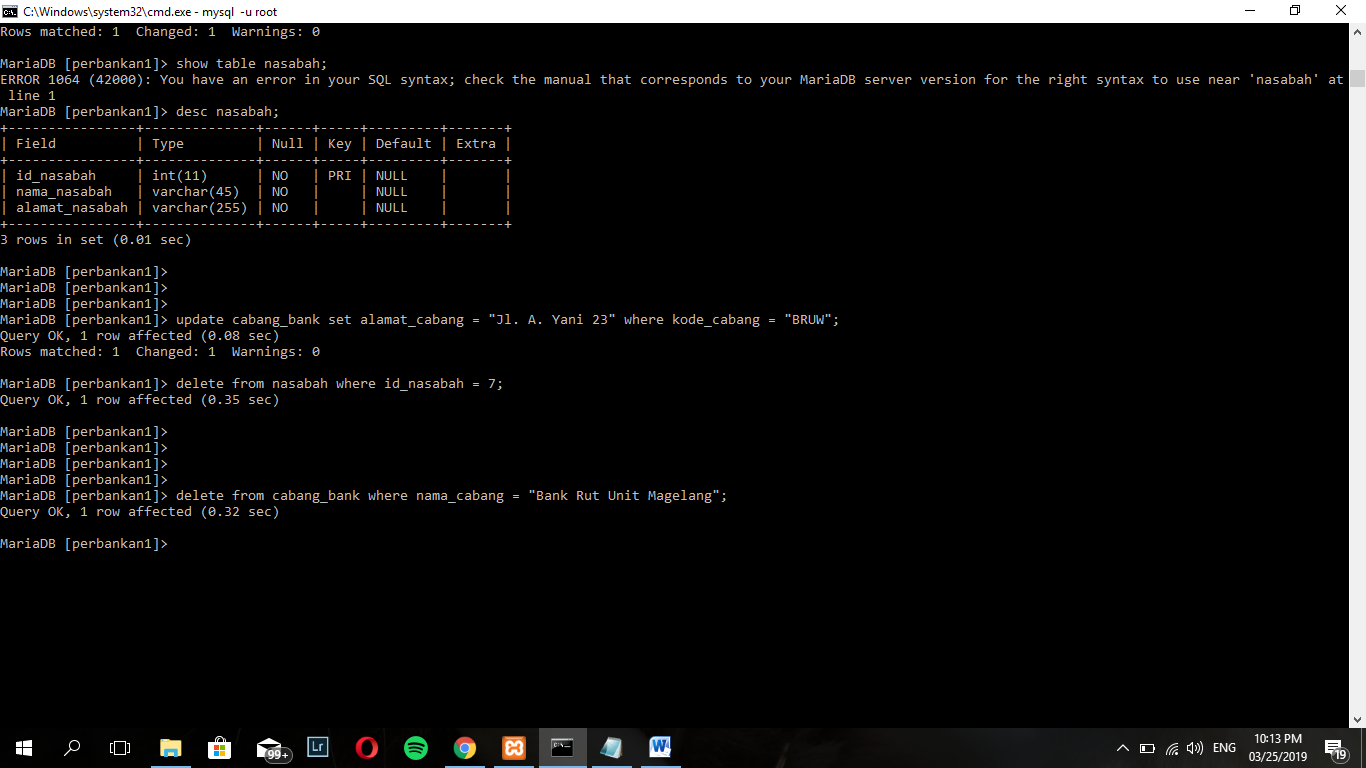 C:\Windows\system32\cmd.exe - mysql  -u root
Rows matched: 1  Changed: 1  Warnings: 0
MariaDB [perbankan1]> show table nasabah;
ERROR 1064 (42000): You have an error in your SQL syntax; check the manual that corresponds to your MariaDB server version for the right syntax to use near 'nasabah' at
 line 1
MariaDB [perbankan1]> desc nasabah;
+----------------+--------------+------+-----+---------+-------+
| Field          | Type         | Null | Key | Default | Extra |
+----------------+--------------+------+-----+---------+-------+
| id_nasabah     | int(11)      | NO   | PRI | NULL    |       |
| nama_nasabah   | varchar(45)  | NO   |     | NULL    |       |
| alamat_nasabah | varchar(255) | NO   |     | NULL    |       |
+----------------+--------------+------+-----+---------+-------+
3 rows in set (0.01 sec)
MariaDB [perbankan1]>
MariaDB [perbankan1]>
MariaDB [perbankan1]>
MariaDB [perbankan1]> update cabang_bank set alamat_cabang = "Jl. A. Yani 23" where kode_cabang = "BRUW";
Query OK, 1 row affected (0.08 sec)
Rows matched: 1  Changed: 1  Warnings: 0
MariaDB [perbankan1]> delete from nasabah where id_nasabah = 7;
Query OK, 1 row affected (0.35 sec)
MariaDB [perbankan1]>
MariaDB [perbankan1]>
MariaDB [perbankan1]>
MariaDB [perbankan1]>
MariaDB [perbankan1]> delete from cabang_bank where nama_cabang = "Bank Rut Unit Magelang";
Query OK, 1 row affected (0.32 sec)
MariaDB [perbankan1]>
99+
Lr
ENG
10:13 PM
03/25/2019
19